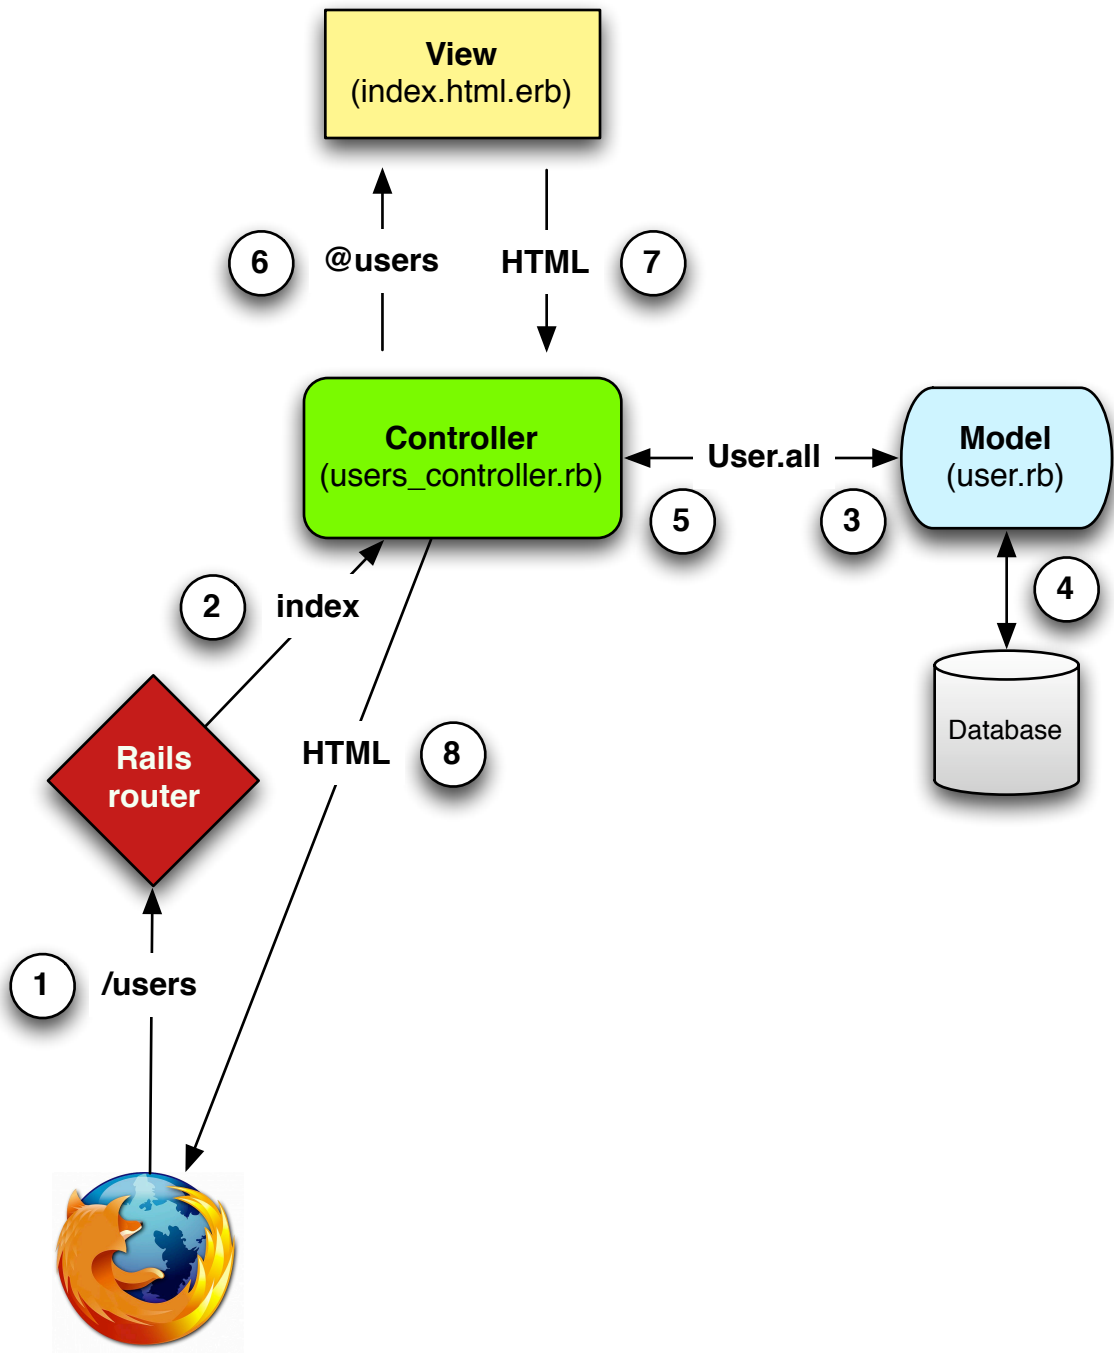 View
(index.html.erb)
6
@users
HTML
7
Controller
(users_controller.rb)
User.all
Model
(user.rb)
5
3
4
2
index
Database
Rails
router
HTML
8
1
/users